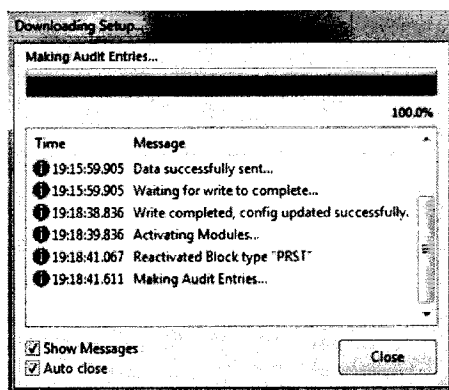 Downloading Setup...
Making Audit Entries...
100.0%
Time Message
19:15:59.905 Data successfully sent...
19:15:59.905 Waiting for write to complete...
19:18:38.836 Write completed, config updated successfully.
19:18:39.836 Activating Modules...
19:18:41.067 Reactivated Block type "PRST"
19:18:41.611 Making Audit Entries...
Show Messages
Auto close
Close